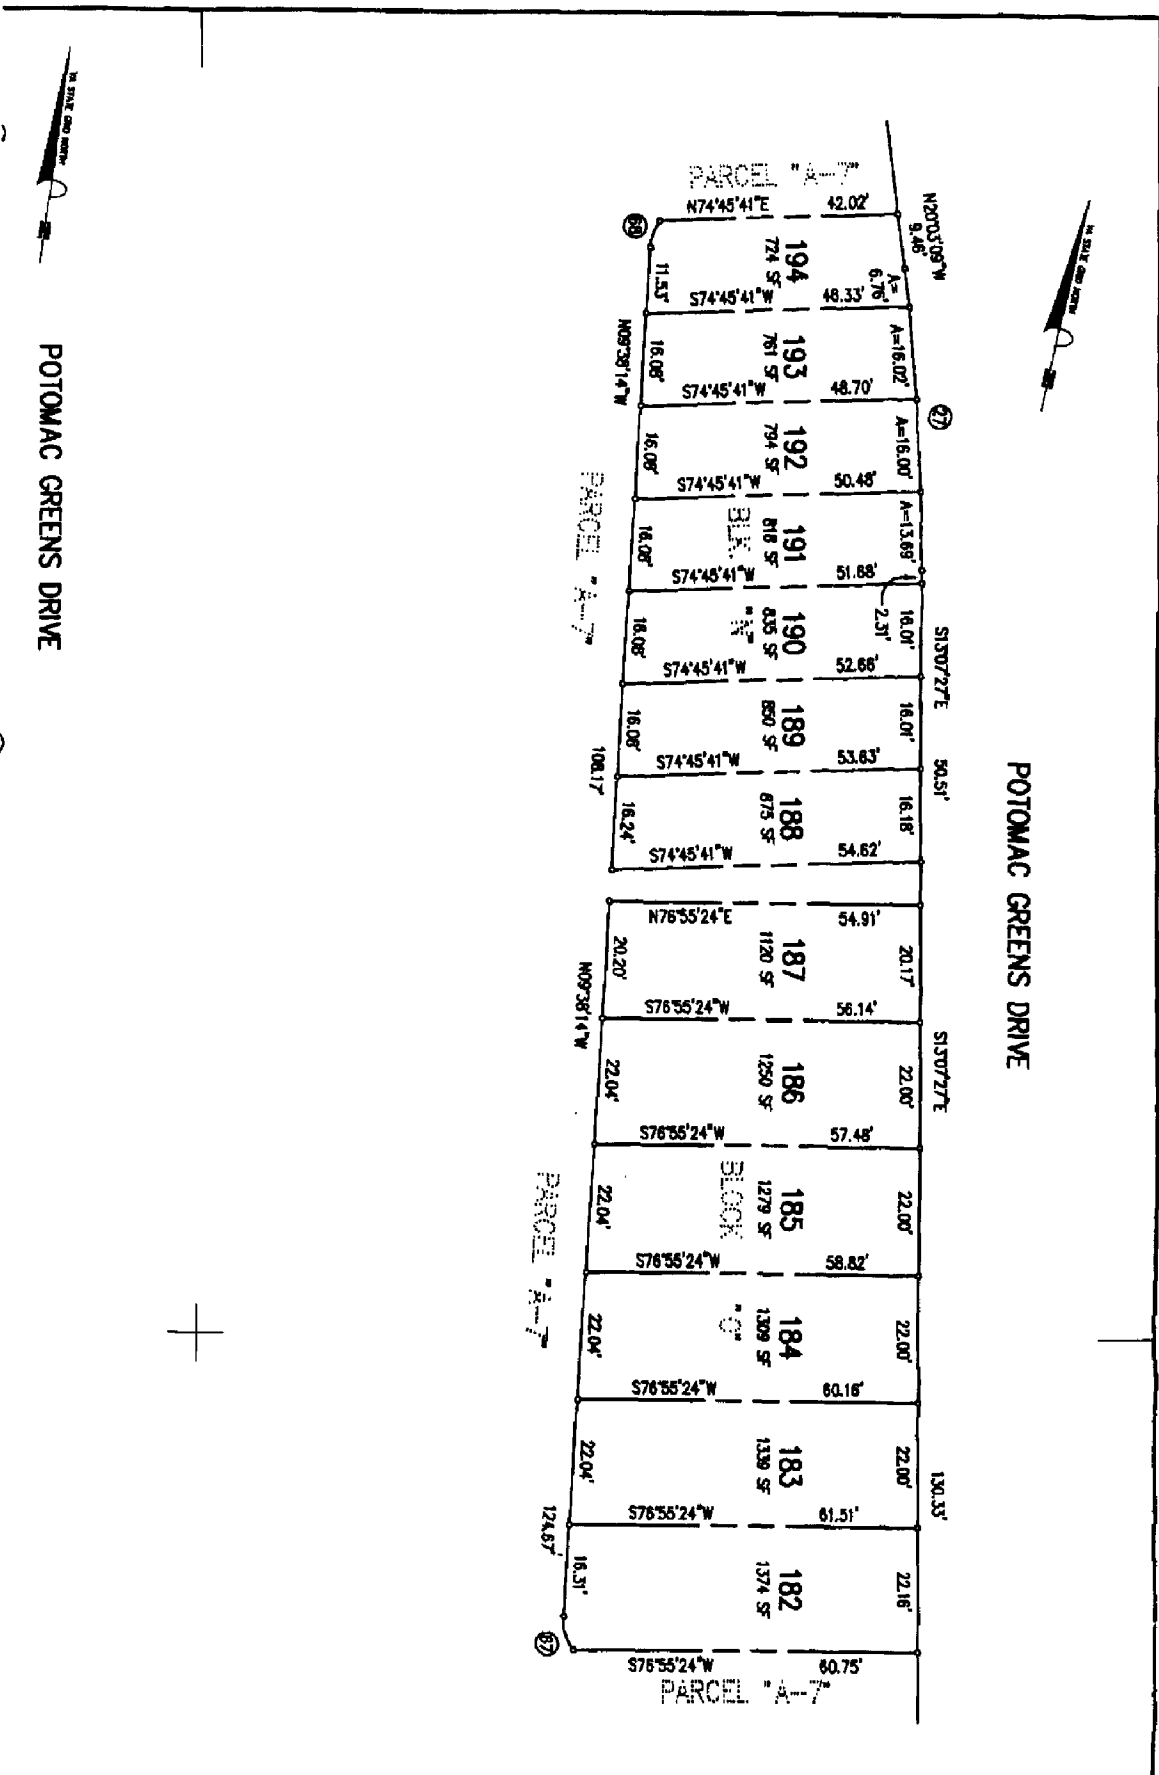 VA STATE GRID NORTH
VA STATE GRID NORTH
POTOMAC GREENS DRIVE
POTOMAC GREENS DRIVE
PARCEL "A-7"
N74°45'41"E 42.02'
N20°03'09"W
9.46'
A=
6.76'
68
194
724 SF
11.53'
S74°45'41"W 48.33'
N09°38'14"W
A=16.02'
193
761 SF
16.08'
S74°45'41"W 48.70'
27
A=16.00'
192
794 SF
16.08'
S74°45'41"W 50.48'
A=13.69'
191
818 SF
16.08'
S74°45'41"W 51.68'
2.31'
BLK. "N"
PARCEL "A-7"
16.01'
190
835 SF
16.08'
S74°45'41"W 52.66'
S13°07'27"E
50.51'
16.01'
189
850 SF
16.08'
S74°45'41"W 53.63'
108.17'
16.18'
188
875 SF
16.24'
S74°45'41"W 54.62'
N76°55'24"E 54.91'
20.17'
187
1120 SF
20.20'
S76°55'24"W 56.14'
N09°38'14"W
S13°07'27"E
22.00'
186
1250 SF
22.04'
S76°55'24"W 57.48'
22.00'
185
1279 SF
22.04'
S76°55'24"W 58.82'
BLOCK "O"
PARCEL "A-7"
22.00'
184
1309 SF
22.04'
S76°55'24"W 60.16'
22.00'
183
1339 SF
22.04'
S76°55'24"W 61.51'
130.33'
124.67'
22.16'
182
1374 SF
16.31'
67
S76°55'24"W 60.75'
PARCEL "A-7"